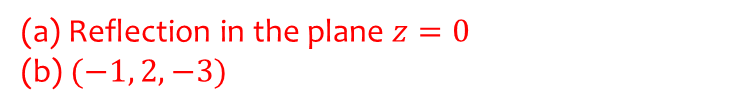 (a) Reflection in the plane z = 0
(b) (−1, 2, −3)